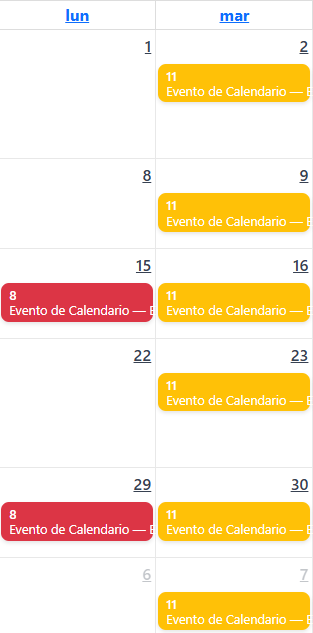 lun mar
1 2
11
Evento de Calendario — E
8 9
11
Evento de Calendario — E
15 16
8 11
Evento de Calendario — E Evento de Calendario — E
22 23
11
Evento de Calendario — E
29 30
8 11
Evento de Calendario — E Evento de Calendario — E
6 7
11
Evento de Calendario — E